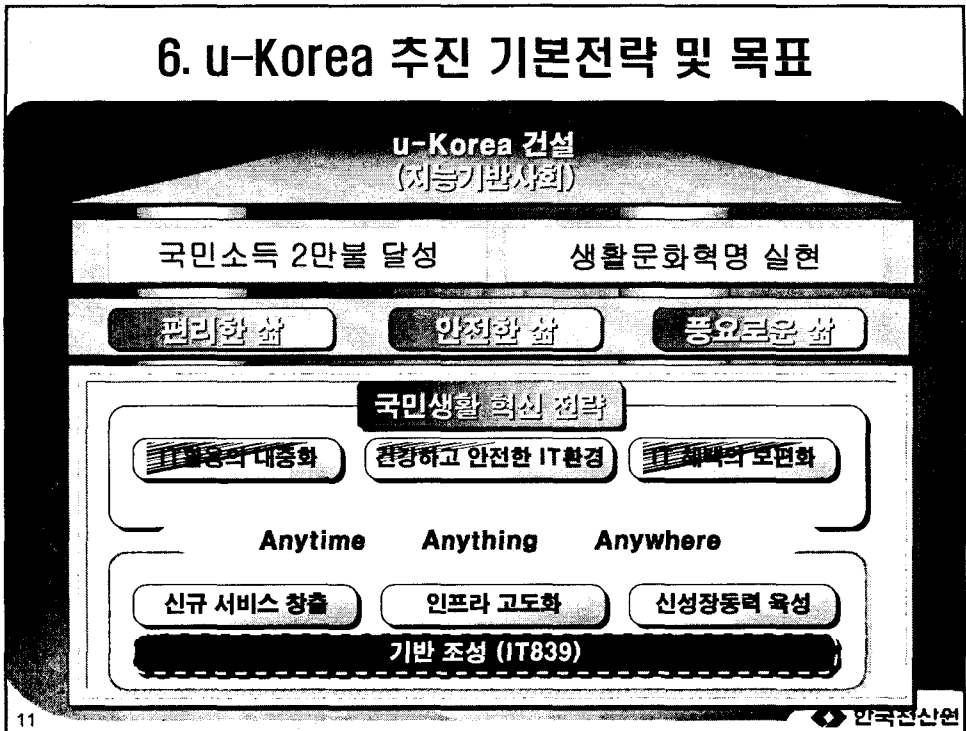 6. u-Korea 추진 기본전략 및 목표
u-Korea 건설
(지능기반사회)
국민소득 2만불 달성
생활문화혁명 실현
편리한 삶
안전한 삶
풍요로운 삶
국민생활 혁신 전략
IT활용의 대중화
건강하고 안전한 IT환경
IT 혜택의 보편화
Anytime Anything Anywhere
신규 서비스 창출
인프라 고도화
신성장동력 육성
기반 조성 (IT839)
11
한국전산원